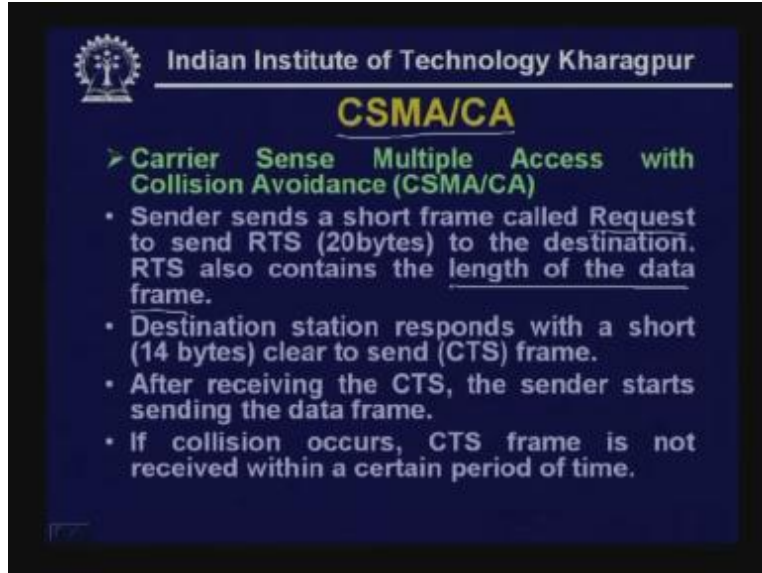 Indian Institute of Technology Kharagpur
CSMA/CA
➢ Carrier Sense Multiple Access with
Collision Avoidance (CSMA/CA)
• Sender sends a short frame called Request
to send RTS (20bytes) to the destination.
RTS also contains the length of the data
frame.
• Destination station responds with a short
(14 bytes) clear to send (CTS) frame.
• After receiving the CTS, the sender starts
sending the data frame.
• If collision occurs, CTS frame is not
received within a certain period of time.